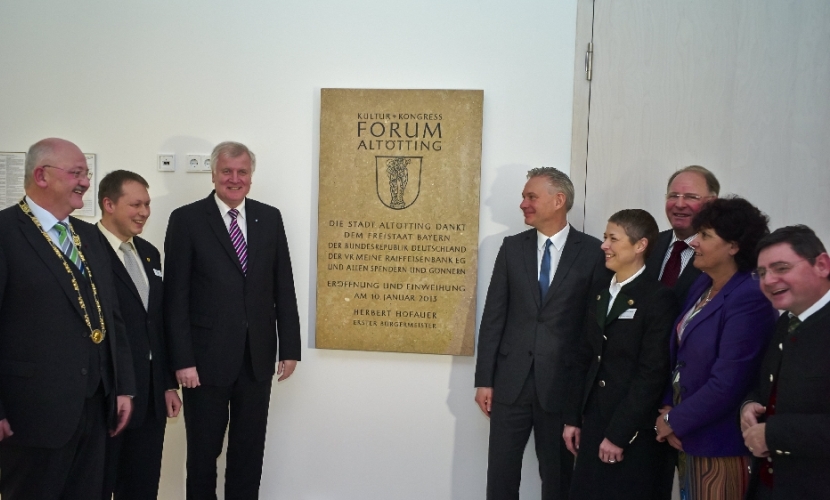 KULTUR + KONGRESS
FORUM
ALTÖTTING
DIE STADT ALTÖTTING DANKT
DEM FREISTAAT BAYERN
DER BUNDESREPUBLIK DEUTSCHLAND
DER VR MEINE RAIFFEISENBANK EG
UND ALLEN SPENDERN UND GÖNNERN
ERÖFFNUNG UND EINWEIHUNG
AM 10. JANUAR 2013
HERBERT HOFAUER
ERSTER BÜRGERMEISTER